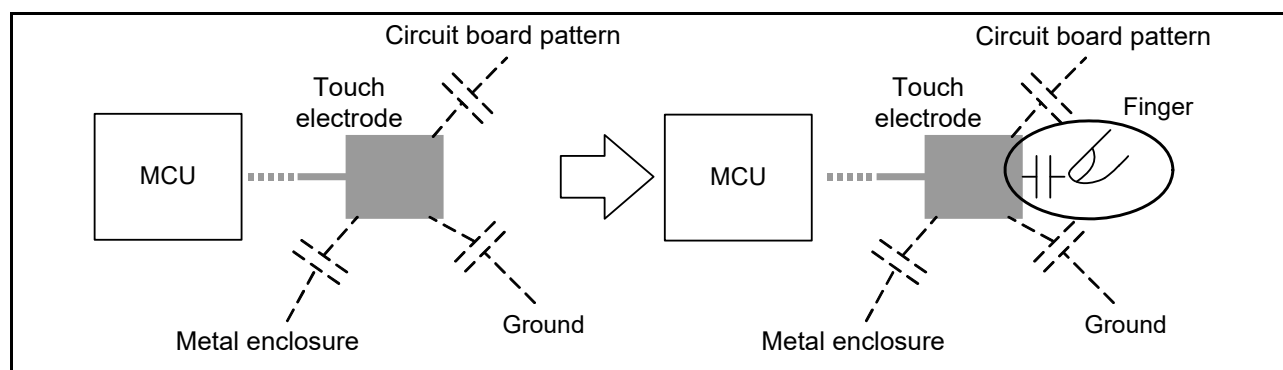 Circuit board pattern
Touch
electrode
MCU
Metal enclosure
Ground
Circuit board pattern
Touch
electrode
Finger
MCU
Metal enclosure
Ground